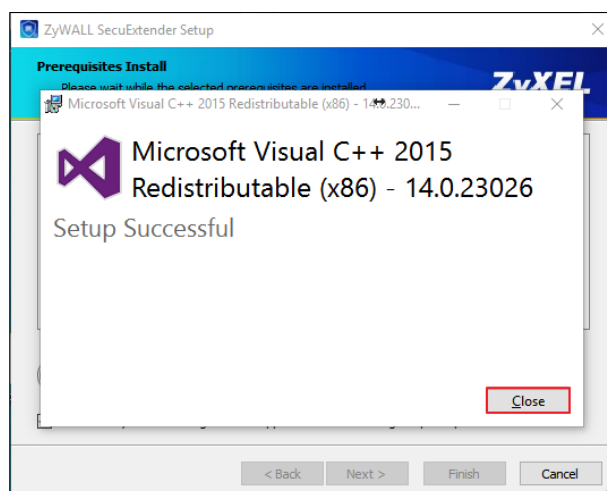 ZyWALL SecuExtender Setup
Prerequisites Install
Please wait while the selected prerequisites are installed
ZyXEL
Microsoft Visual C++ 2015 Redistributable (x86) - 14.0.230...
Microsoft Visual C++ 2015
Redistributable (x86) - 14.0.23026
Setup Successful
Close
< Back
Next >
Finish
Cancel